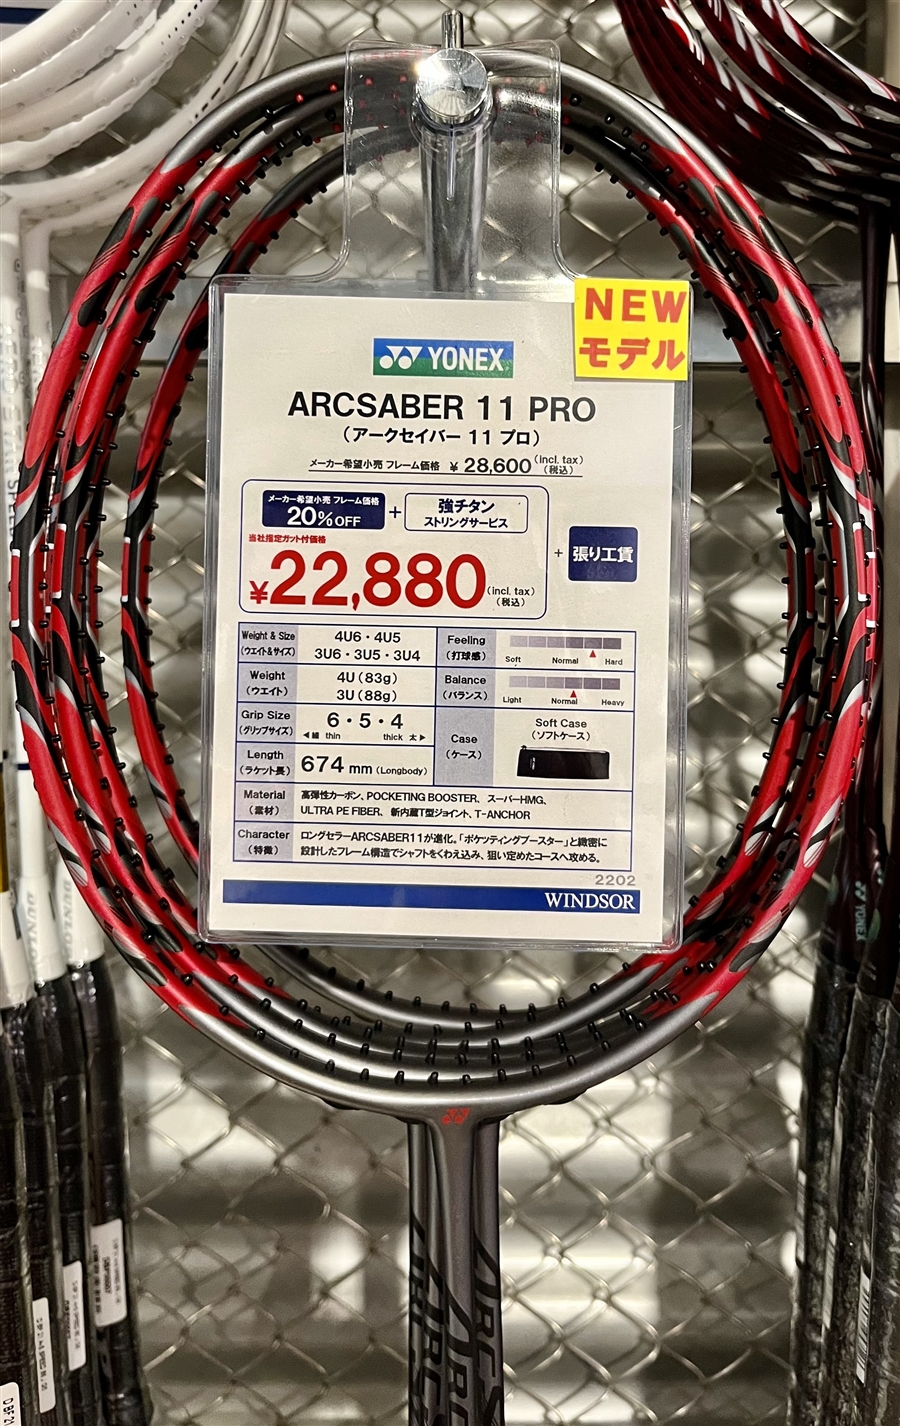 NEW
モデル
YONEX
ARCSABER 11 PRO
(アークセイバー 11 プロ)
メーカー希望小売 フレーム価格 ¥ 28,600 (incl. tax) (税込)
メーカー希望小売 フレーム価格
20%OFF
+
強チタン
ストリングサービス
当社指定ガット付価格
¥22,880 (incl. tax) (税込)
+ 張り工賃
Weight & Size
(ウエイト&サイズ)
4U6・4U5
3U6・3U5・3U4
Weight
(ウエイト)
4U (83g)
3U (88g)
Grip Size
(グリップサイズ)
6・5・4
◀細 thin thick 太▶
Length
(ラケット長)
674 mm (Longbody)
Feeling
(打球感)
Soft Normal Hard
Balance
(バランス)
Light Normal Heavy
Case
(ケース)
Soft Case
(ソフトケース)
Material
(素材)
高弾性カーボン、POCKETING BOOSTER、スーパーHMG、
ULTRA PE FIBER、新内蔵T型ジョイント、T-ANCHOR
Character
(特徴)
ロングセラーARCSABER11が進化。「ポケッティングブースター」と緻密に
設計したフレーム構造でシャトルをくわえ込み、狙い定めたコースへ攻める。
2202
WINDSOR
YONEX
DUNLOP
ARCS